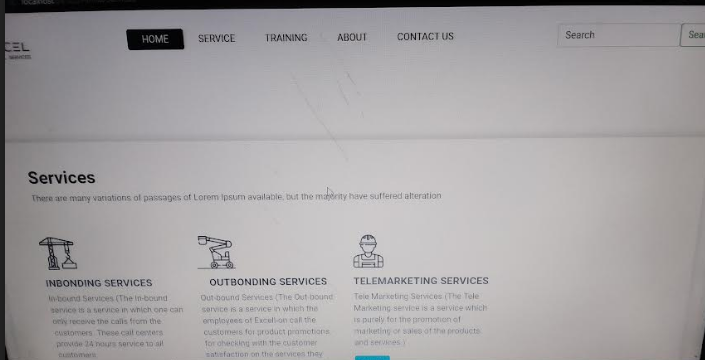 localhost
HOME SERVICE TRAINING ABOUT CONTACT US Search
Services
There are many variations of passages of Lorem Ipsum available, but the majority have suffered alteration
INBONDING SERVICES
In-bound Services (The In-bound
service is a service in which one can
only receive the calls from the
customers. These call centers
provide 24 hours service to all
customers.
OUTBONDING SERVICES
Out-bound Services (The Out-bound
service is a service in which the
employees of Excell-on call the
customers for product promotions,
for checking with the customer
satisfaction on the services they
TELEMARKETING SERVICES
Tele Marketing Services (The Tele
Marketing service is a service which
is purely for the promotion of
marketing or sales of the products
and services.)